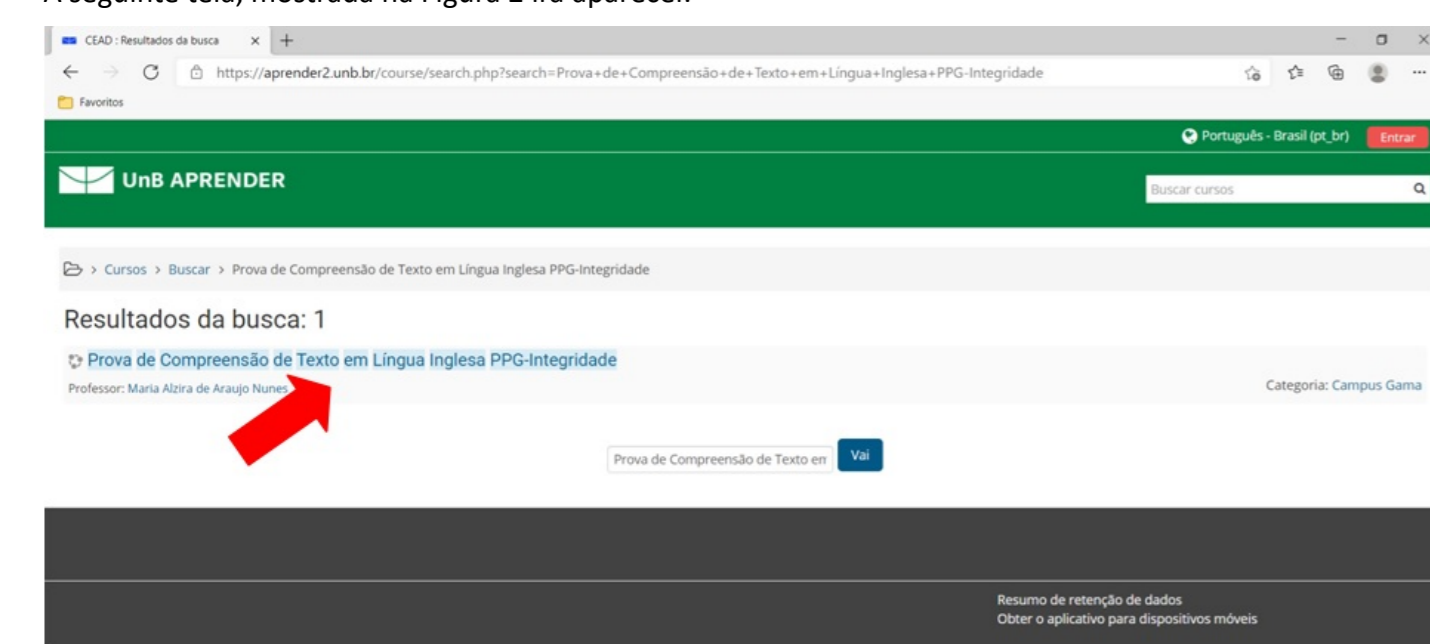 A seguinte tela, mostrada na Figura 2 irá aparecer.
CEAD : Resultados da busca
https://aprender2.unb.br/course/search.php?search=Prova+de+Compreensão+de+Texto+em+Língua+Inglesa+PPG-Integridade
Favoritos
Português - Brasil (pt_br) Entrar
UnB APRENDER
Buscar cursos
> Cursos > Buscar > Prova de Compreensão de Texto em Língua Inglesa PPG-Integridade
Resultados da busca: 1
Prova de Compreensão de Texto em Língua Inglesa PPG-Integridade
Professor: Maria Alzira de Araujo Nunes Categoria: Campus Gama
Prova de Compreensão de Texto em Vai
Resumo de retenção de dados
Obter o aplicativo para dispositivos móveis